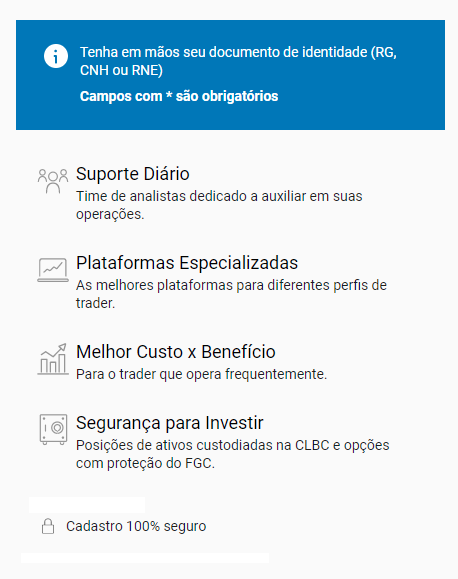 Tenha em mãos seu documento de identidade (RG,
CNH ou RNE)
Campos com * são obrigatórios
Suporte Diário
Time de analistas dedicado a auxiliar em suas
operações.
Plataformas Especializadas
As melhores plataformas para diferentes perfis de
trader.
Melhor Custo x Benefício
Para o trader que opera frequentemente.
Segurança para Investir
Posições de ativos custodiadas na CLBC e opções
com proteção do FGC.
Cadastro 100% seguro